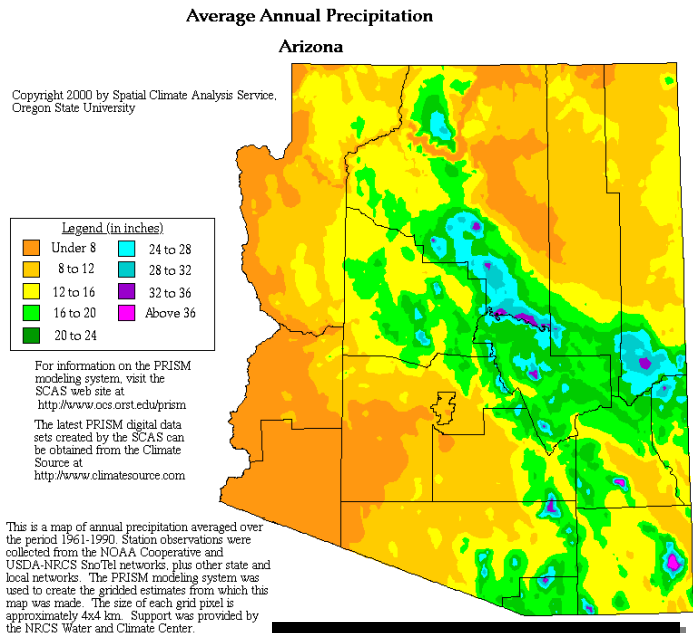 Average Annual Precipitation
Arizona
Copyright 2000 by Spatial Climate Analysis Service,
Oregon State University
Legend (in inches)
Under 8
8 to 12
12 to 16
16 to 20
20 to 24
24 to 28
28 to 32
32 to 36
Above 36
For information on the PRISM
modeling system, visit the
SCAS web site at
http://www.ocs.orst.edu/prism
The latest PRISM digital data
sets created by the SCAS can
be obtained from the Climate
Source at
http://www.climatesource.com
This is a map of annual precipitation averaged over
the period 1961-1990. Station observations were
collected from the NOAA Cooperative and
USDA-NRCS SnoTel networks, plus other state and
local networks. The PRISM modeling system was
used to create the gridded estimates from which this
map was made. The size of each grid pixel is
approximately 4x4 km. Support was provided by
the NRCS Water and Climate Center.